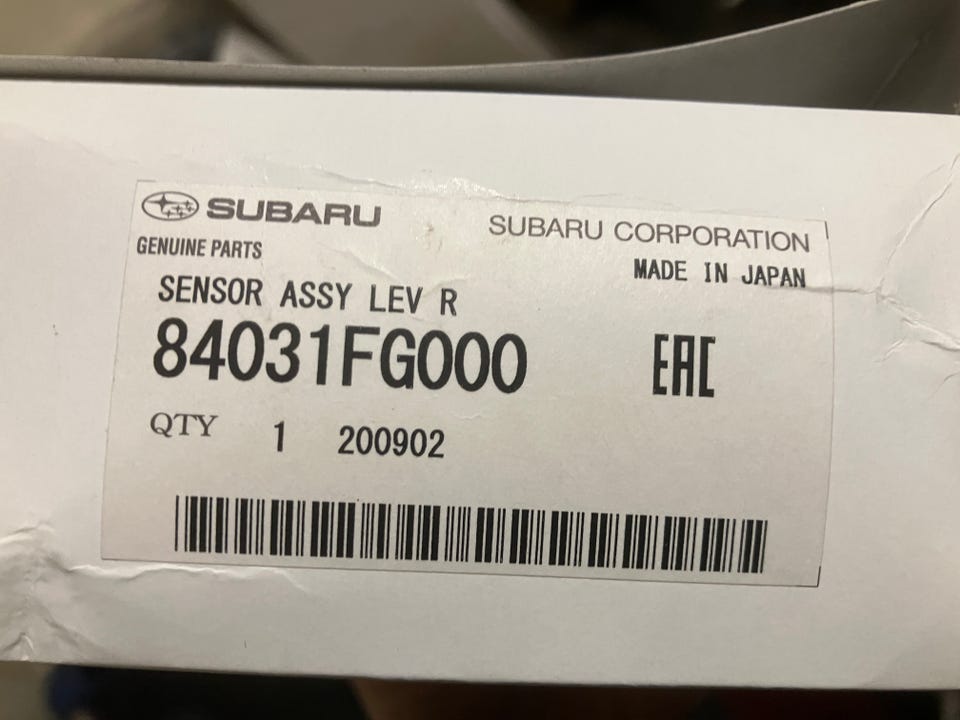 SUBARU
SUBARU CORPORATION
GENUINE PARTS
MADE IN JAPAN
SENSOR ASSY LEV R
84031FG000
EAC
QTY 1 200902